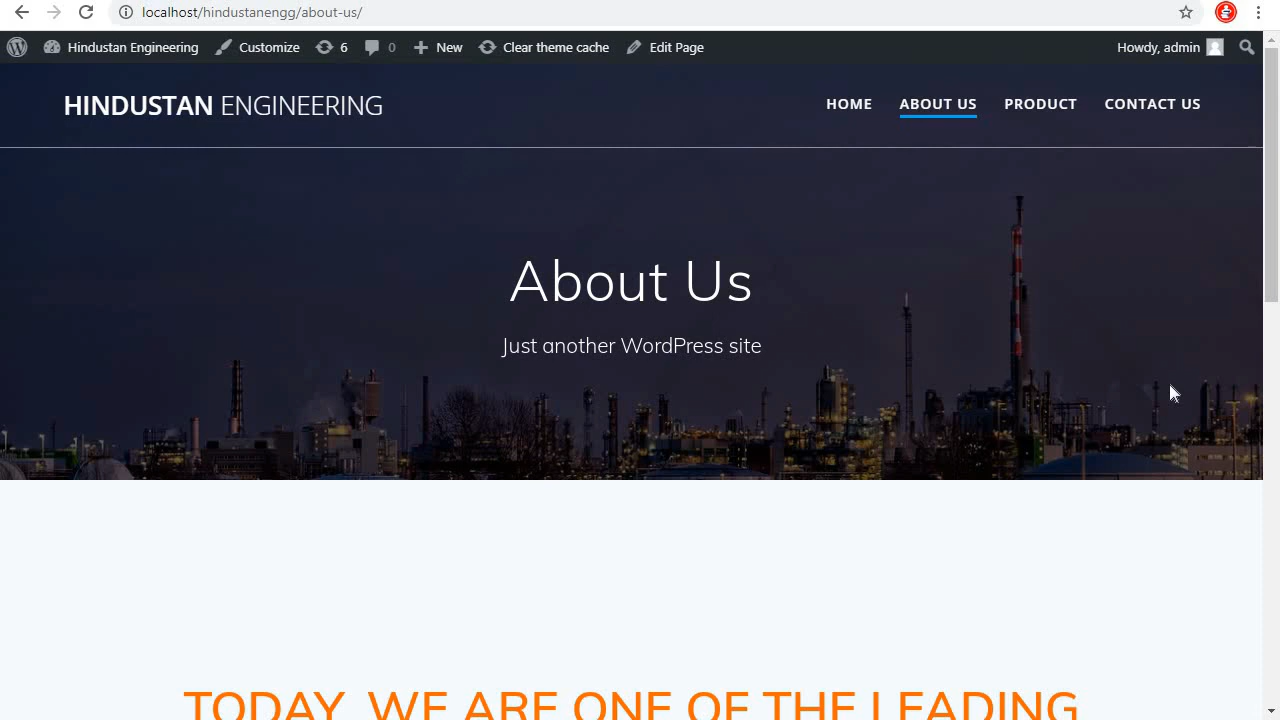 localhost/hindustanengg/about-us/
Hindustan Engineering Customize 6 0 New Clear theme cache Edit Page Howdy, admin
HINDUSTAN ENGINEERING HOME ABOUT US PRODUCT CONTACT US
About Us
Just another WordPress site
TODAY, WE ARE ONE OF THE LEADING